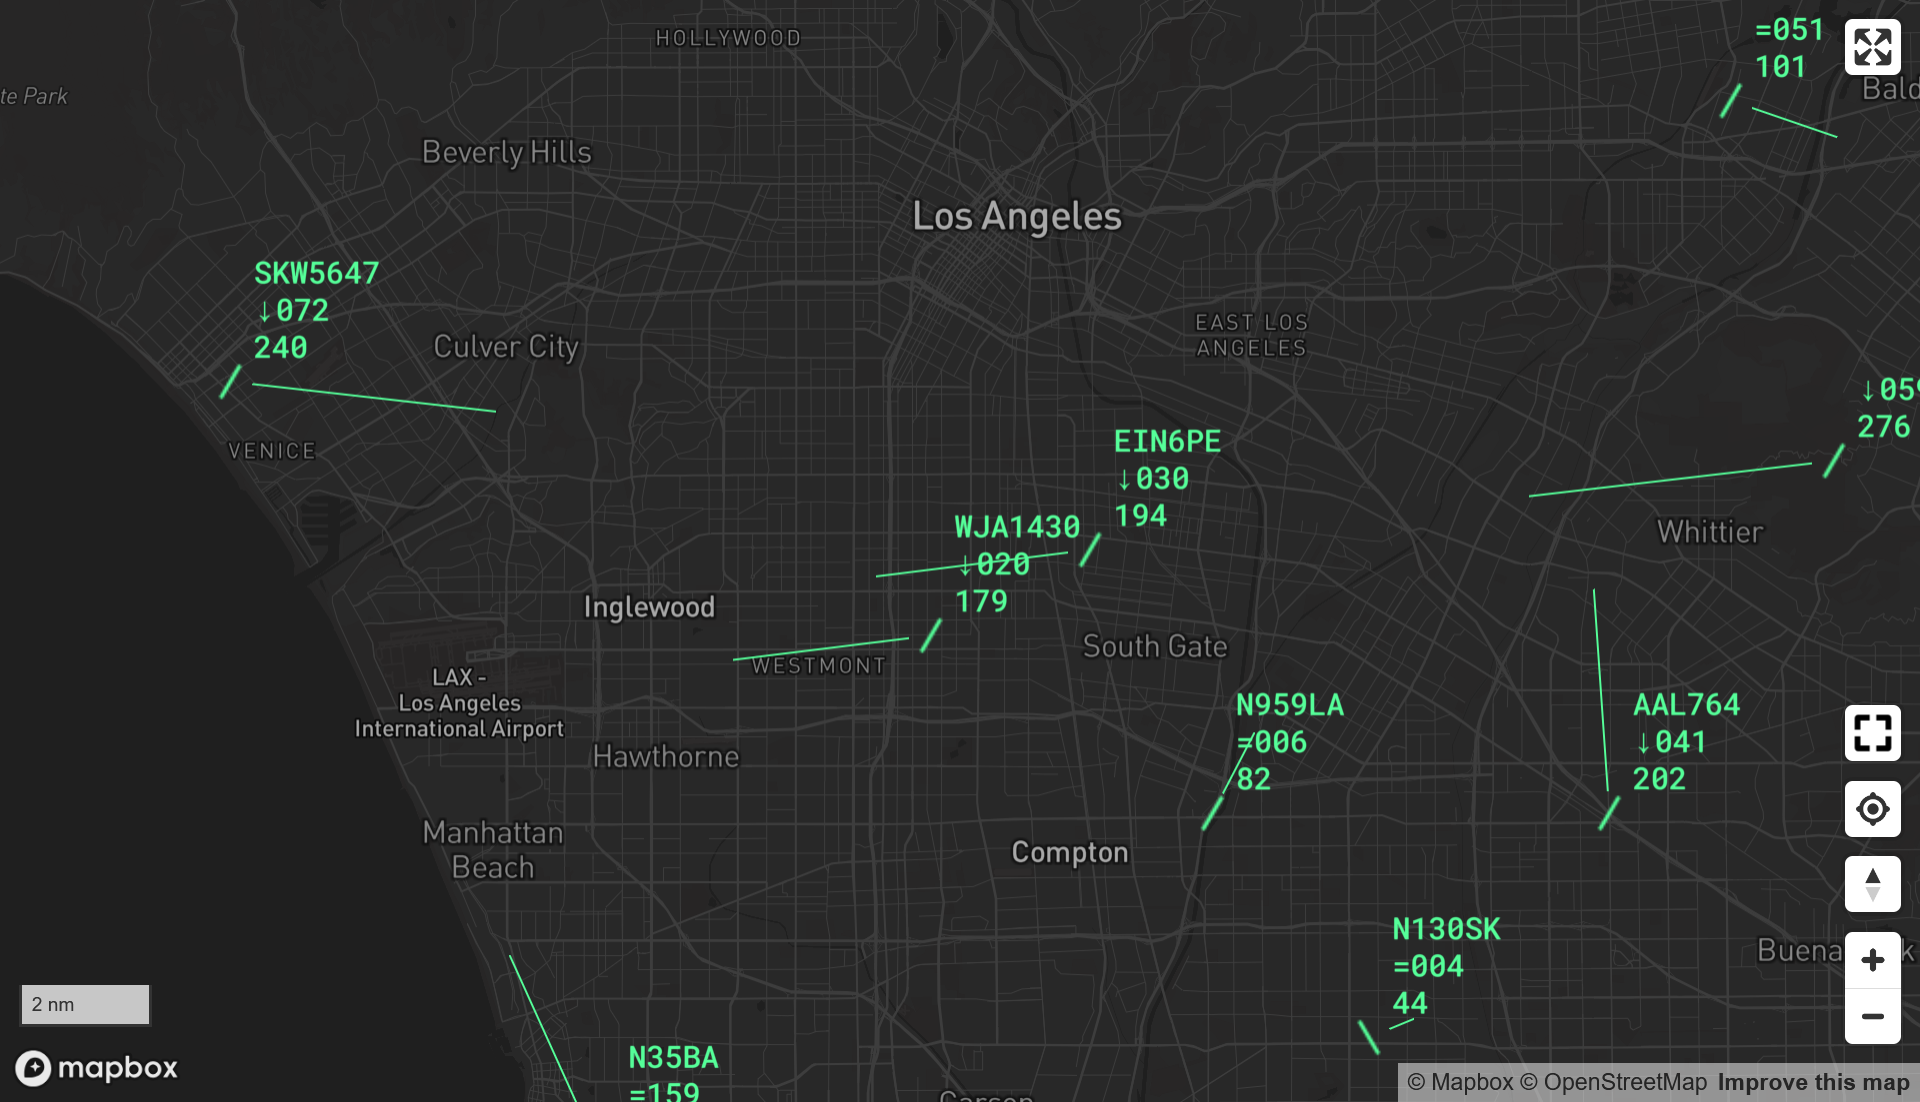 HOLLYWOOD
=051
101
te Park
Bald
Beverly Hills
Los Angeles
SKW5647
↓072
240
Culver City
EAST LOS
ANGELES
VENICE
↓059
276
EIN6PE
↓030
194
WJA1430
↓020
179
Whittier
Inglewood
South Gate
WESTMONT
LAX -
Los Angeles
International Airport
Hawthorne
N959LA
=006
82
AAL764
↓041
202
Manhattan
Beach
Compton
N130SK
=004
44
Buena
k
2 nm
N35BA
=159
mapbox
Carson
© Mapbox © OpenStreetMap Improve this map